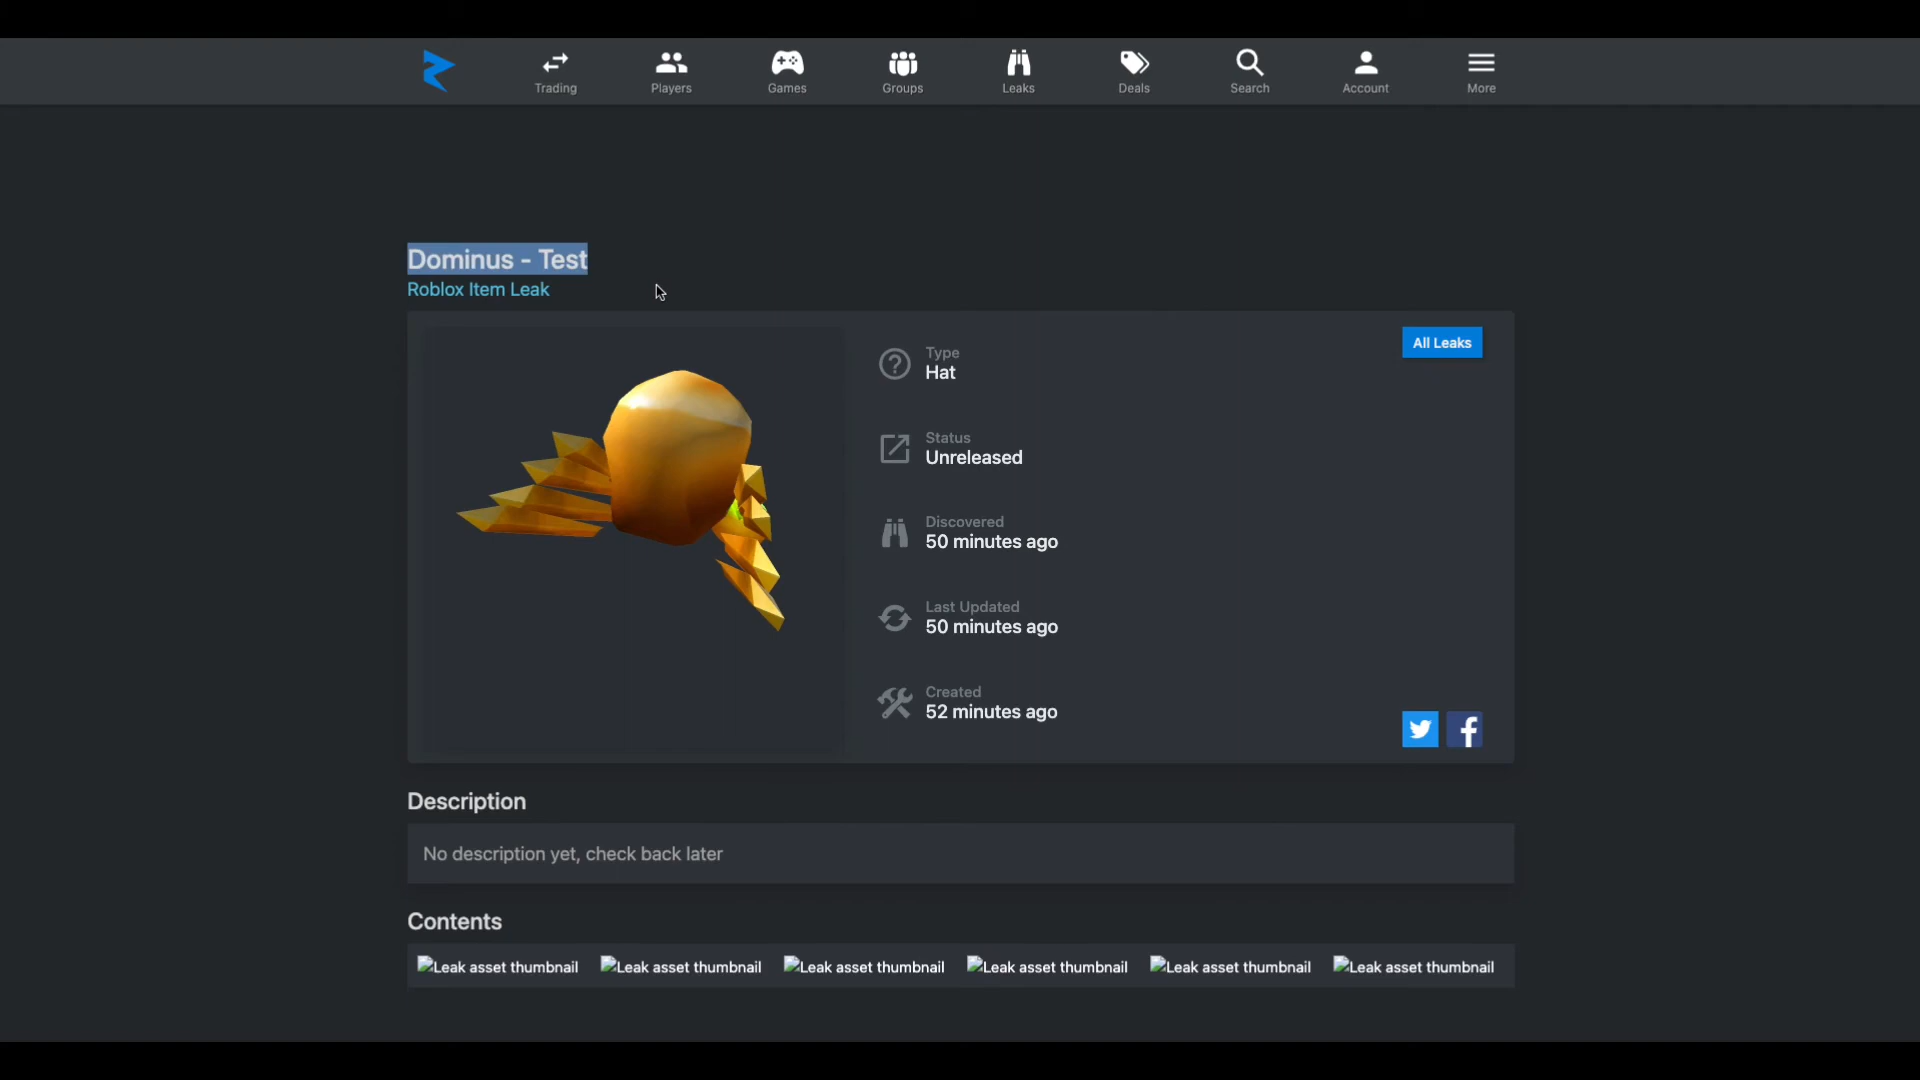 Trading
Players
Games
Groups
Leaks
Deals
Search
Account
More
Dominus - Test
Roblox Item Leak
All Leaks
Type
Hat
Status
Unreleased
Discovered
50 minutes ago
Last Updated
50 minutes ago
Created
52 minutes ago
Description
No description yet, check back later
Contents
Leak asset thumbnail Leak asset thumbnail Leak asset thumbnail Leak asset thumbnail Leak asset thumbnail Leak asset thumbnail